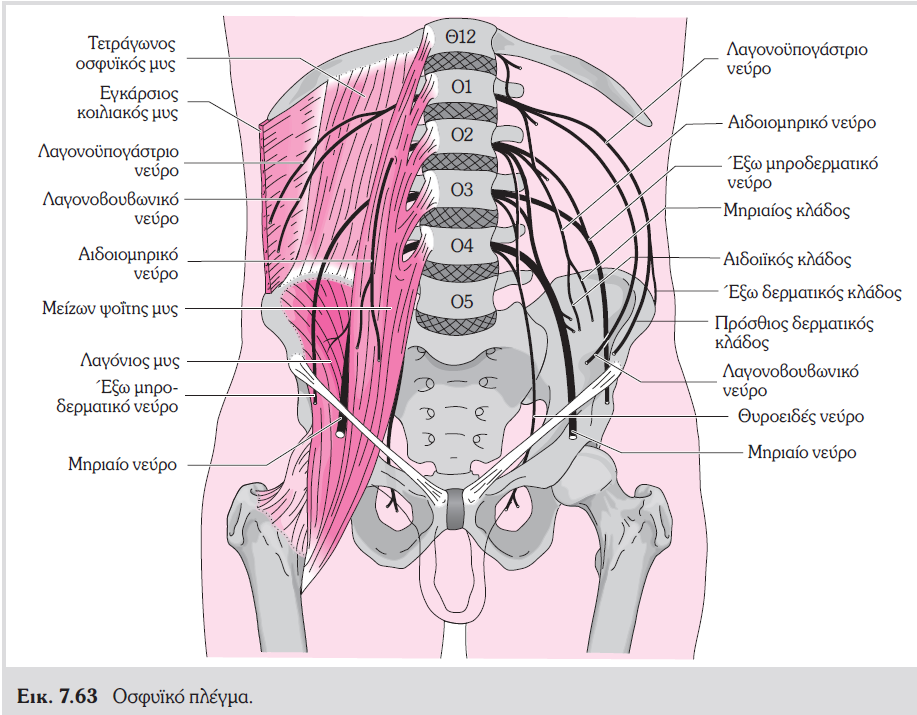 Τετράγωνος
οσφυϊκός μυς
Εγκάρσιος
κοιλιακός μυς
Λαγονοϋπογάστριο
νεύρο
Λαγονοβουβωνικό
νεύρο
Αιδοιομηρικό
νεύρο
Μείζων ψοΐτης μυς
Λαγόνιος μυς
Έξω μηρο-
δερματικό νεύρο
Μηριαίο νεύρο
Θ12
Ο1
Ο2
Ο3
Ο4
Ο5
Λαγονοϋπογάστριο
νεύρο
Αιδοιομηρικό νεύρο
Έξω μηροδερματικό
νεύρο
Μηριαίος κλάδος
Αιδοιϊκός κλάδος
Έξω δερματικός κλάδος
Πρόσθιος δερματικός
κλάδος
Λαγονοβουβωνικό
νεύρο
Θυροειδές νεύρο
Μηριαίο νεύρο
Εικ. 7.63 Οσφυϊκό πλέγμα.